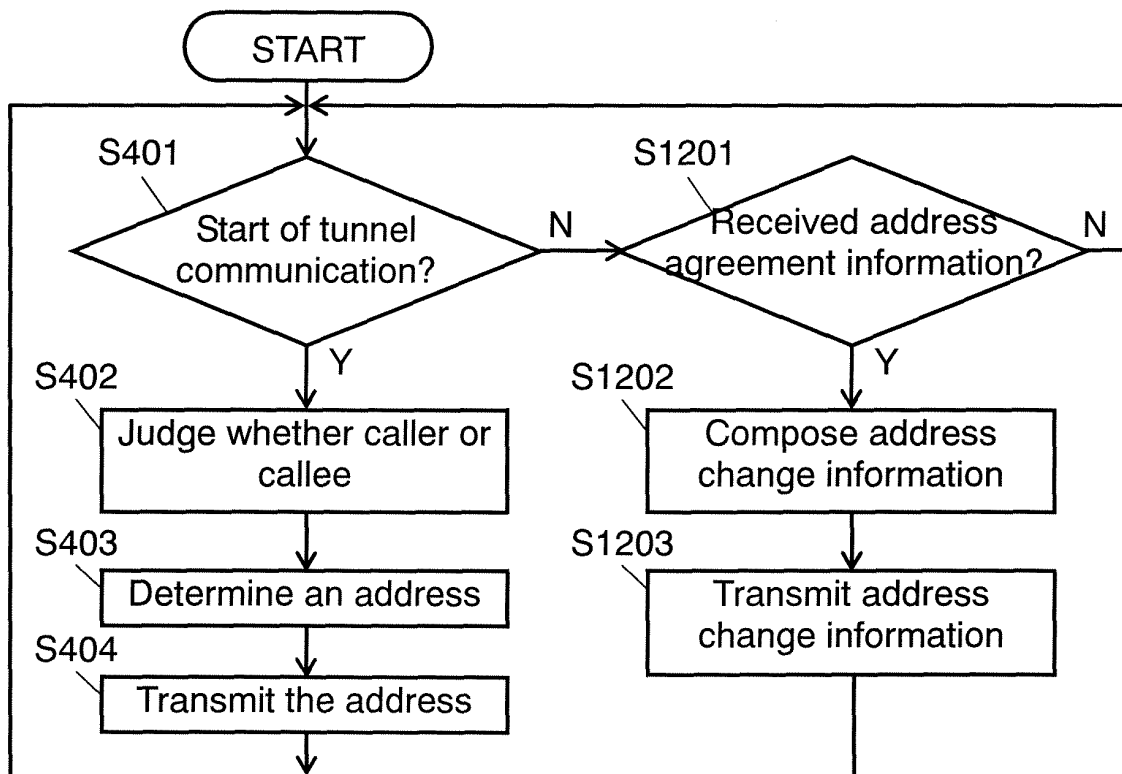 START
S401
Start of tunnel
communication?
N
Y
S1201
Received address
agreement information?
N
Y
S402
Judge whether caller or
callee
S403
Determine an address
S404
Transmit the address
S1202
Compose address
change information
S1203
Transmit address
change information